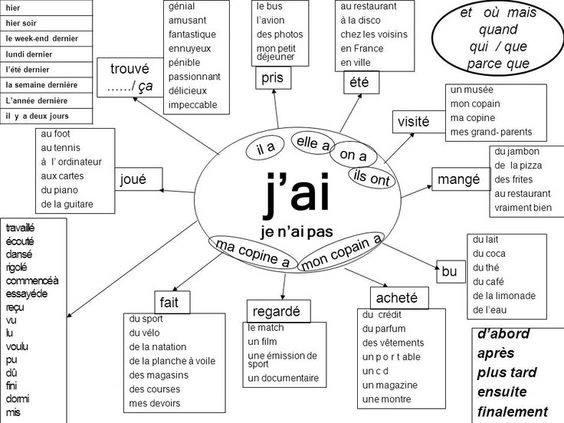 hier
hier soir
le week-end dernier
lundi dernier
l'été dernier
la semaine dernière
L'année dernière
il y a deux jours
trouvé
....../ ça
génial
amusant
fantastique
ennuyeux
pénible
passionnant
délicieux
impeccable
le bus
l'avion
des photos
mon petit
déjeuner
pris
au restaurant
à la disco
chez les voisins
en France
en ville
été
et où mais
quand
qui / que
parce que
visité
un musée
mon copain
ma copine
mes grand- parents
au foot
au tennis
à l' ordinateur
aux cartes
du piano
de la guitare
joué
il a
elle a
on a
ils ont
j'ai
je n'ai pas
ma copine a
mon copain a
mangé
du jambon
de la pizza
des frites
au restaurant
vraiment bien
bu
du lait
du coca
du thé
du café
de la limonade
de l'eau
travaillé
écouté
dansé
rigolé
commencé à
essayé de
reçu
vu
lu
voulu
pu
dû
fini
dormi
mis
fait
du sport
du vélo
de la natation
de la planche à voile
des magasins
des courses
mes devoirs
regardé
le match
un film
une émission de
sport
un documentaire
acheté
du crédit
du parfum
des vêtements
un p o r t able
un c d
un magazine
une montre
d'abord
après
plus tard
ensuite
finalement